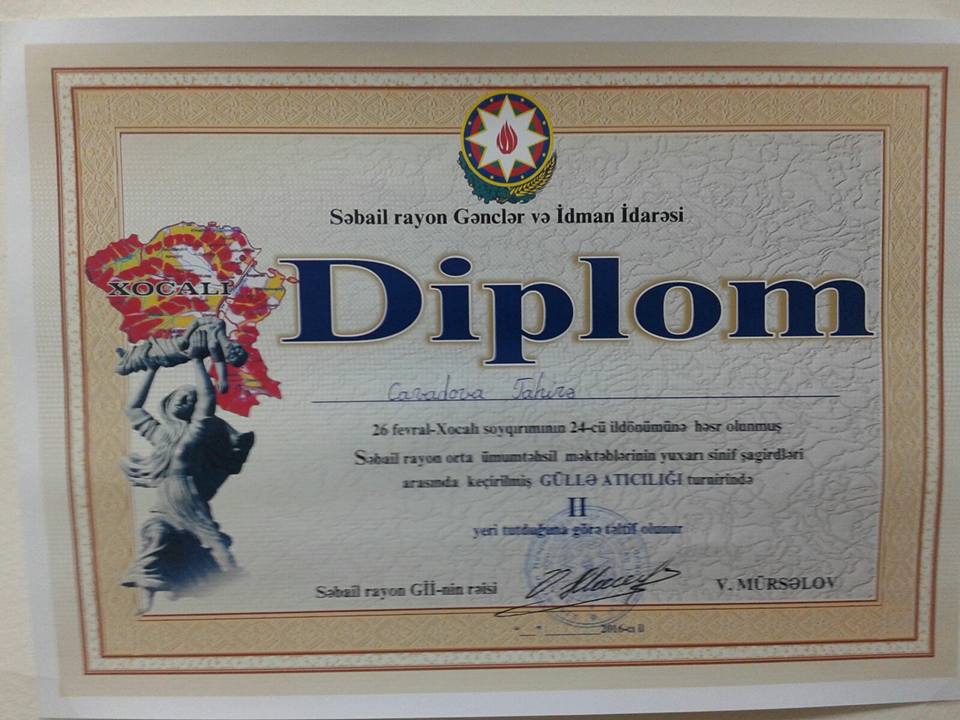 Səbail rayon Gənclər və İdman İdarəsi
XOCALI
Diplom
Cavadova Tahirə
26 fevral-Xocalı soyqırımının 24-cü ildönümünə həsr olunmuş
Səbail rayon orta ümumtəhsil məktəblərinin yuxarı sinif şagirdləri
arasında keçirilmiş GÜLLƏ ATICILIĞI turnirində
II
yeri tutduğuna görə təltif olunur
Səbail rayon Gİİ-nin rəisi V. MÜRSƏLOV
2016-cı il